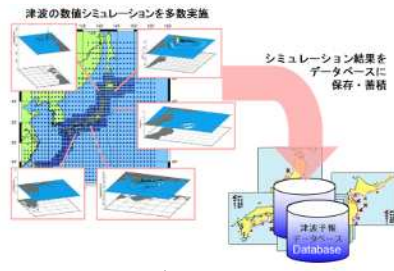 津波の数値シミュレーションを多数実施
シミュレーション結果を
データベースに
保存・蓄積
津波予報
データベース
Database